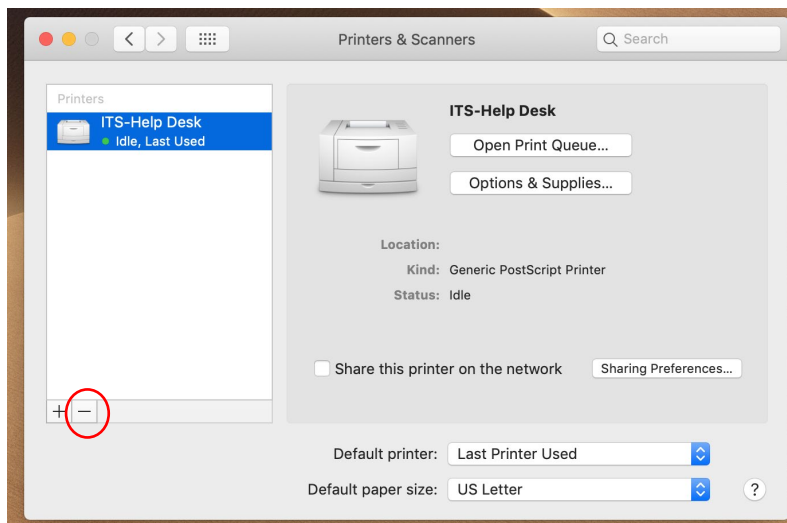 Printers & Scanners
Search
Printers
ITS-Help Desk
Idle, Last Used
ITS-Help Desk
Open Print Queue...
Options & Supplies...
Location:
Kind: Generic PostScript Printer
Status: Idle
Share this printer on the network
Sharing Preferences...
+ −
Default printer: Last Printer Used
Default paper size: US Letter
?